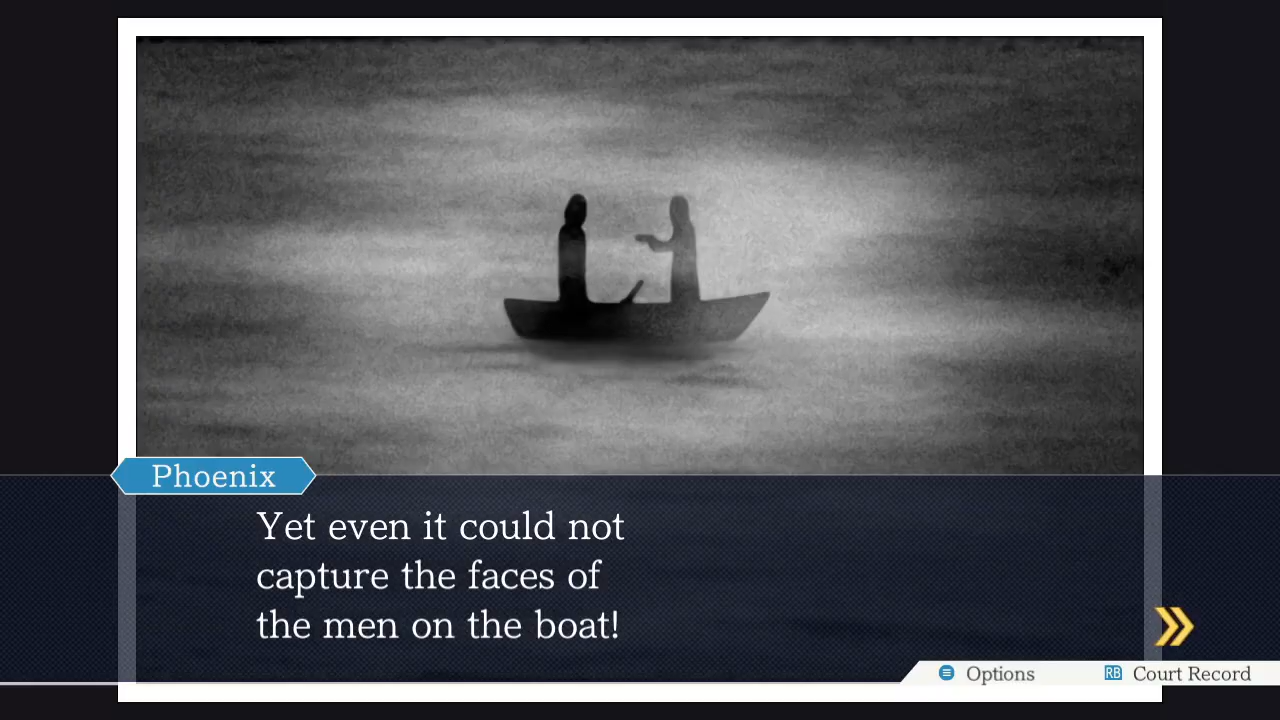 Phoenix
Yet even it could not
capture the faces of
the men on the boat!
Options
RB Court Record